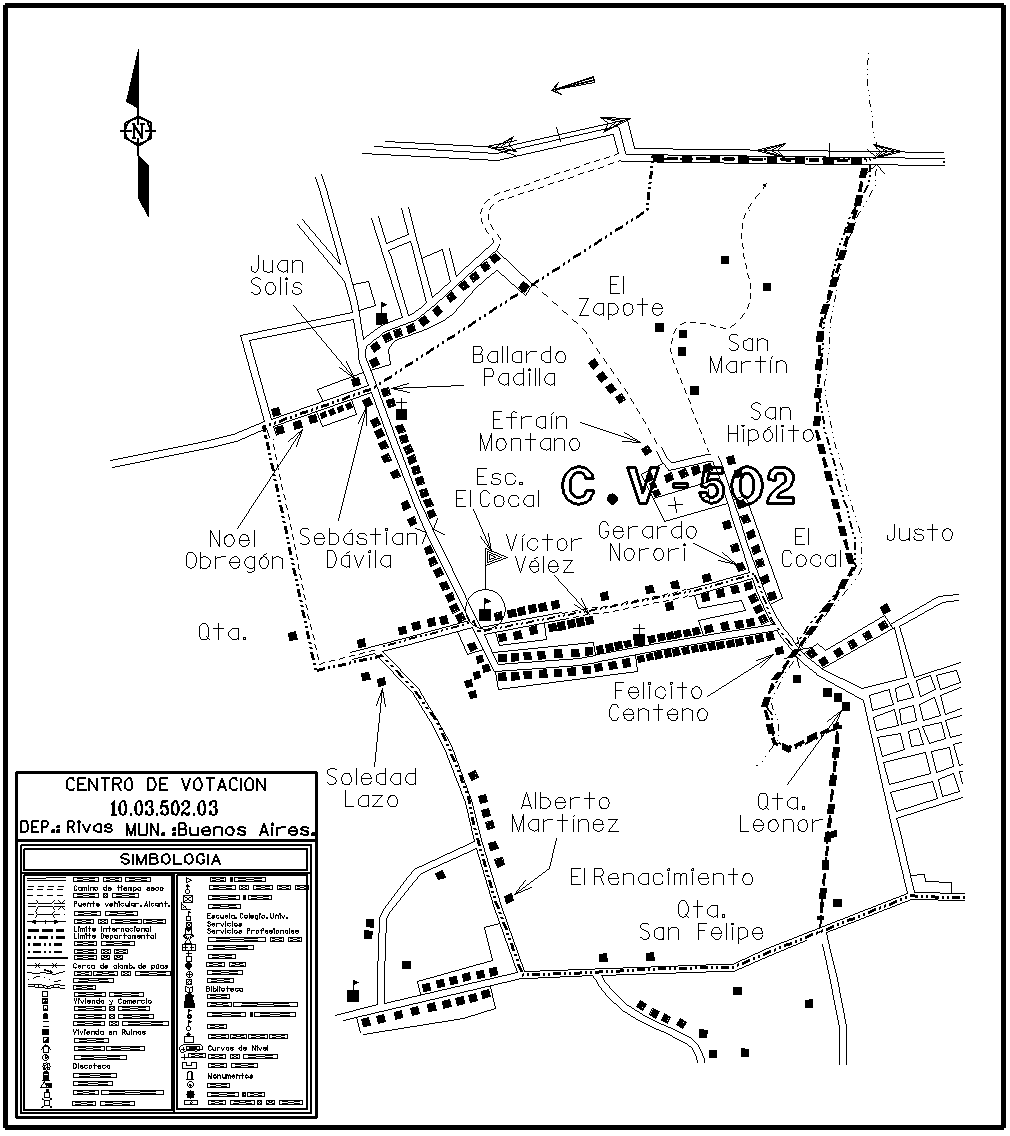 N
Juan
Solis
El
Zapote
San
Martín
Ballardo
Padilla
San
Hipólito
Efraín
Montano
C.V-502
Esc.
El Cocal
Noel
Obregón
Sebástian
Dávila
Víctor
Vélez
Gerardo
Norori
El
Cocal
Justo
Qta.
Felicito
Centeno
Soledad
Lazo
Alberto
Martínez
Qta.
Leonor
El Renacimiento
Qta.
San Felipe
CENTRO DE VOTACION
10.03.502.03
DEP.: Rivas MUN.:Buenos Aires.
SIMBOLOGIA
Camino de tiempo seco
Puente vehicular. Alcant.
Límite Internacional
Límite Departamental
Cerca de alamb. de púas
Vivienda y Comercio
Vivienda en Ruinas
Discoteca
Escuela. Colegio. Univ.
Servicios
Servicios Profesionales
Biblioteca
Curvas de Nivel
Monumentos